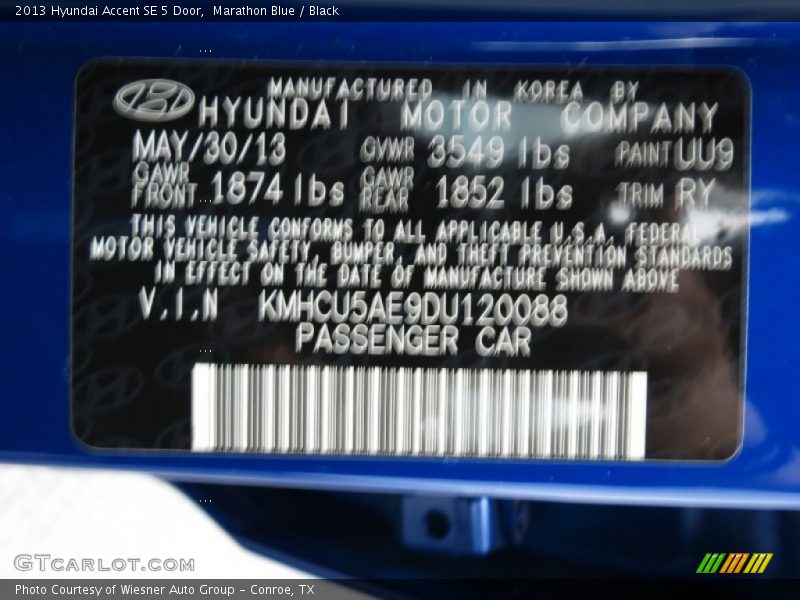 2013 Hyundai Accent SE 5 Door, Marathon Blue / Black
MANUFACTURED IN KOREA BY
HYUNDAI MOTOR COMPANY
MAY/30/13 GVWR 3549 lbs PAINT UU9
GAWR FRONT 1874 lbs GAWR REAR 1852 lbs TRIM RY
THIS VEHICLE CONFORMS TO ALL APPLICABLE U.S.A. FEDERAL
MOTOR VEHICLE SAFETY, BUMPER, AND THEFT PREVENTION STANDARDS
IN EFFECT ON THE DATE OF MANUFACTURE SHOWN ABOVE
V.I.N KMHCU5AE9DU120088
PASSENGER CAR
GTcarlot.com
Photo Courtesy of Wiesner Auto Group - Conroe, TX